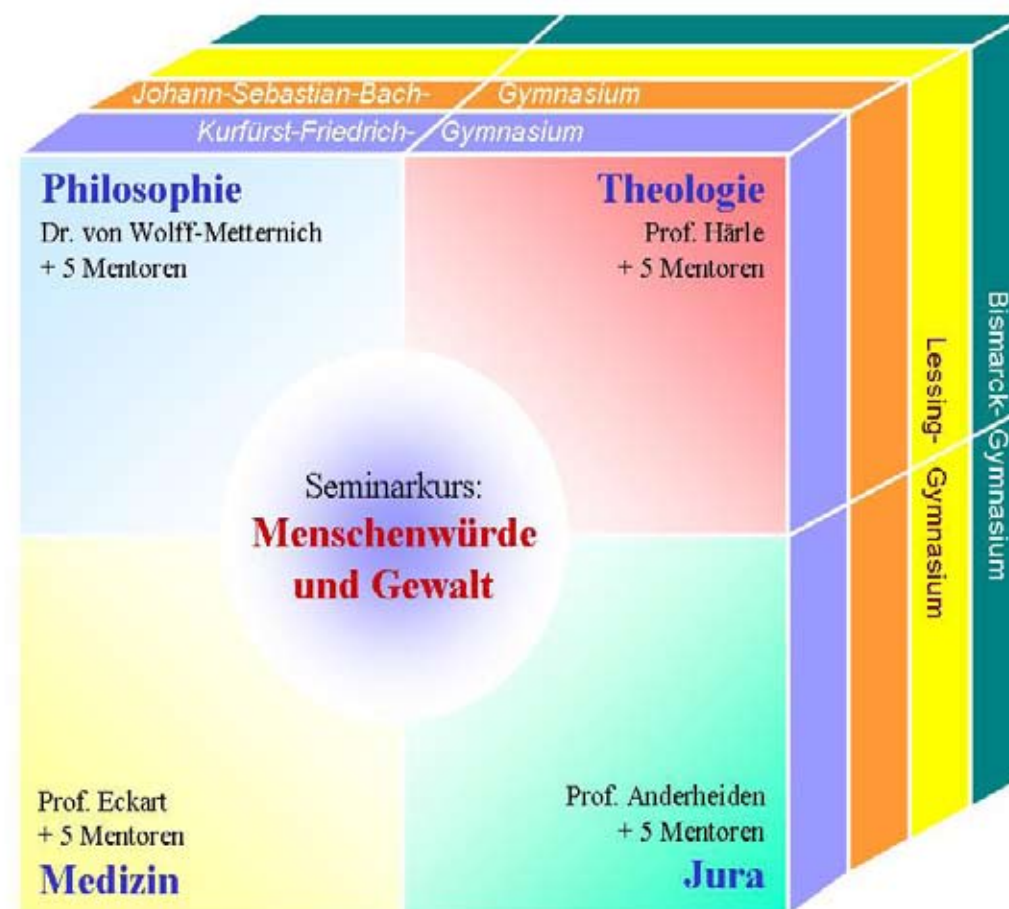 Johann-Sebastian-Bach- Gymnasium
Kurfürst-Friedrich- Gymnasium
Philosophie
Dr. von Wolff-Metternich
+ 5 Mentoren
Theologie
Prof. Härle
+ 5 Mentoren
Seminarkurs:
Menschenwürde
und Gewalt
Prof. Eckart
+ 5 Mentoren
Medizin
Prof. Anderheiden
+ 5 Mentoren
Jura
Lessing- Gymnasium
Bismarck-Gymnasium